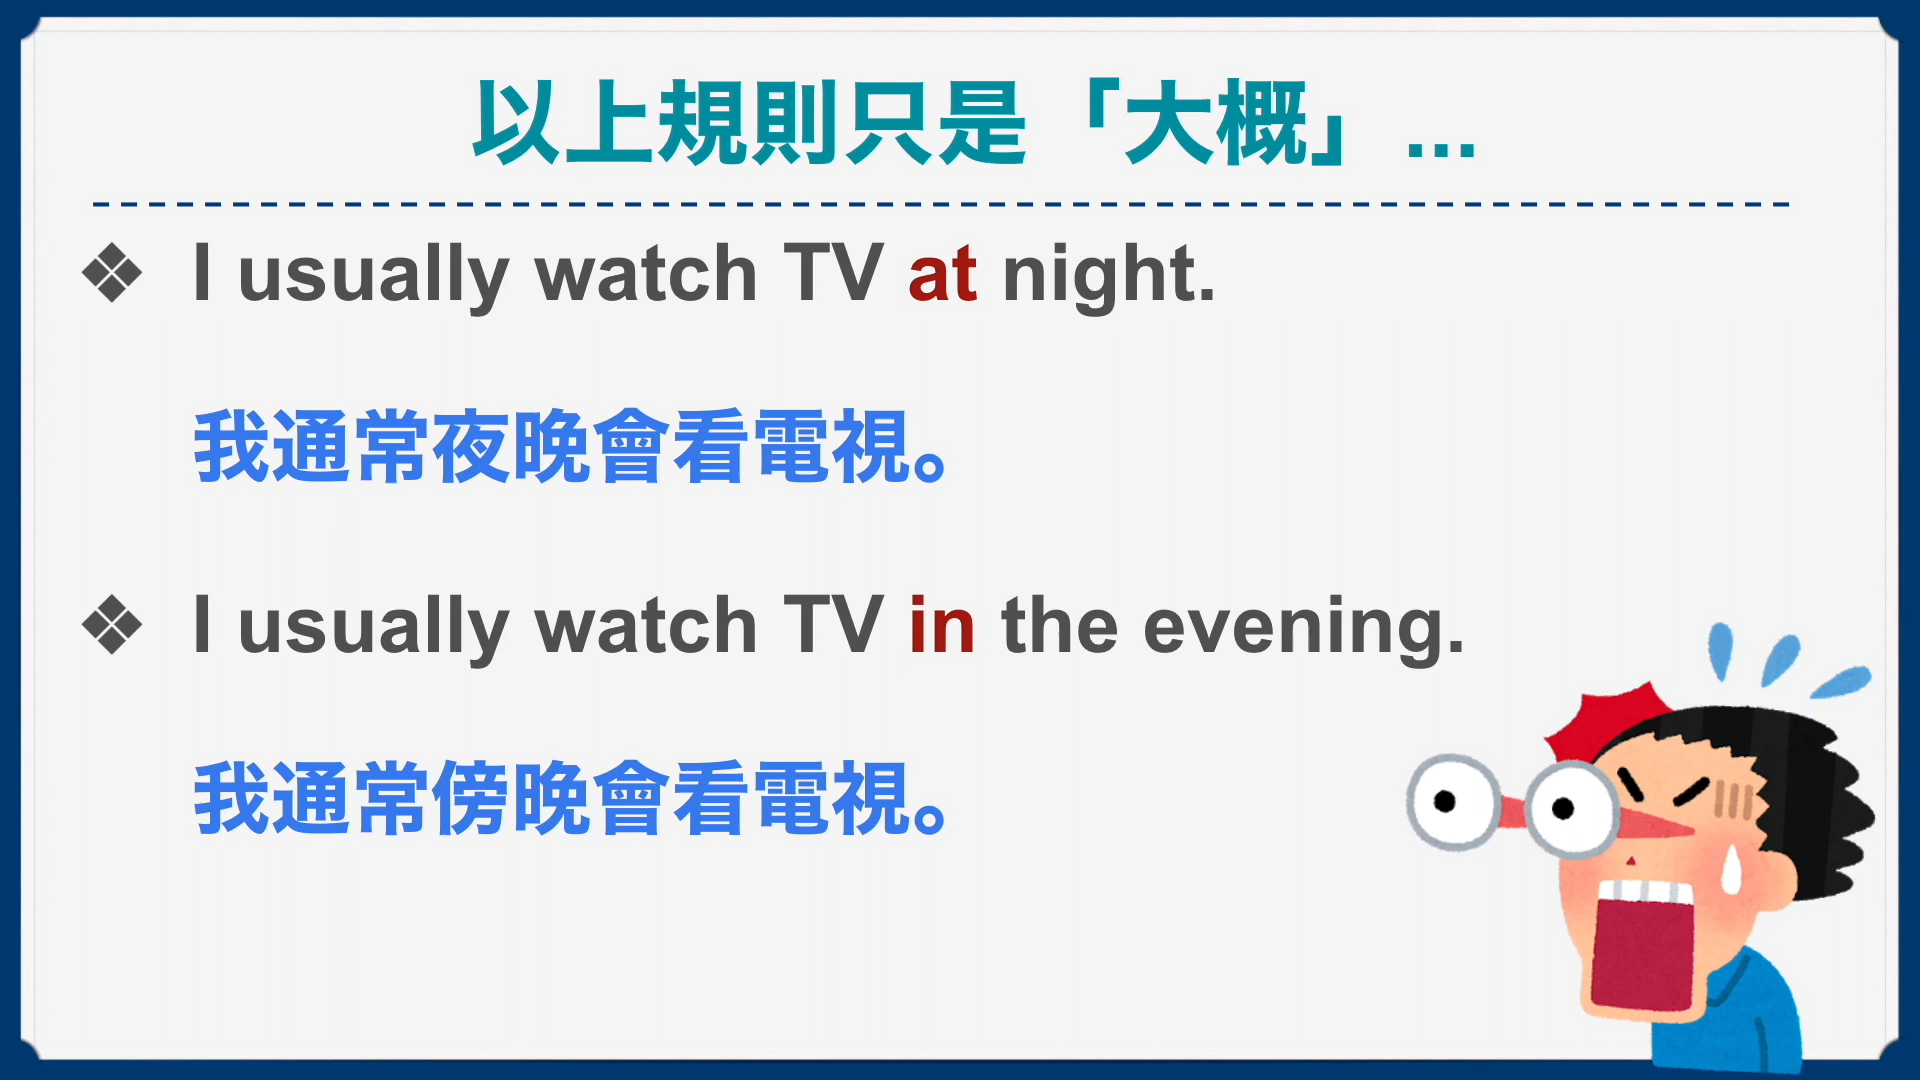 以上規則只是「大概」...
❖ I usually watch TV at night.
我通常夜晚會看電視。
❖ I usually watch TV in the evening.
我通常傍晚會看電視。